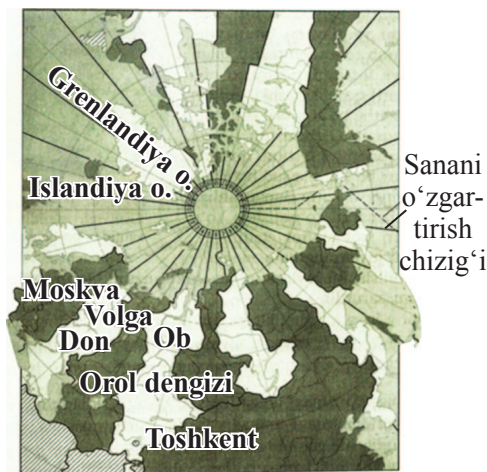 Grenlandiya o.
Islandiya o.
Sanani
o‘zgar-
tirish
chizig‘i
Moskva
Volga
Don
Ob
Orol dengizi
Toshkent